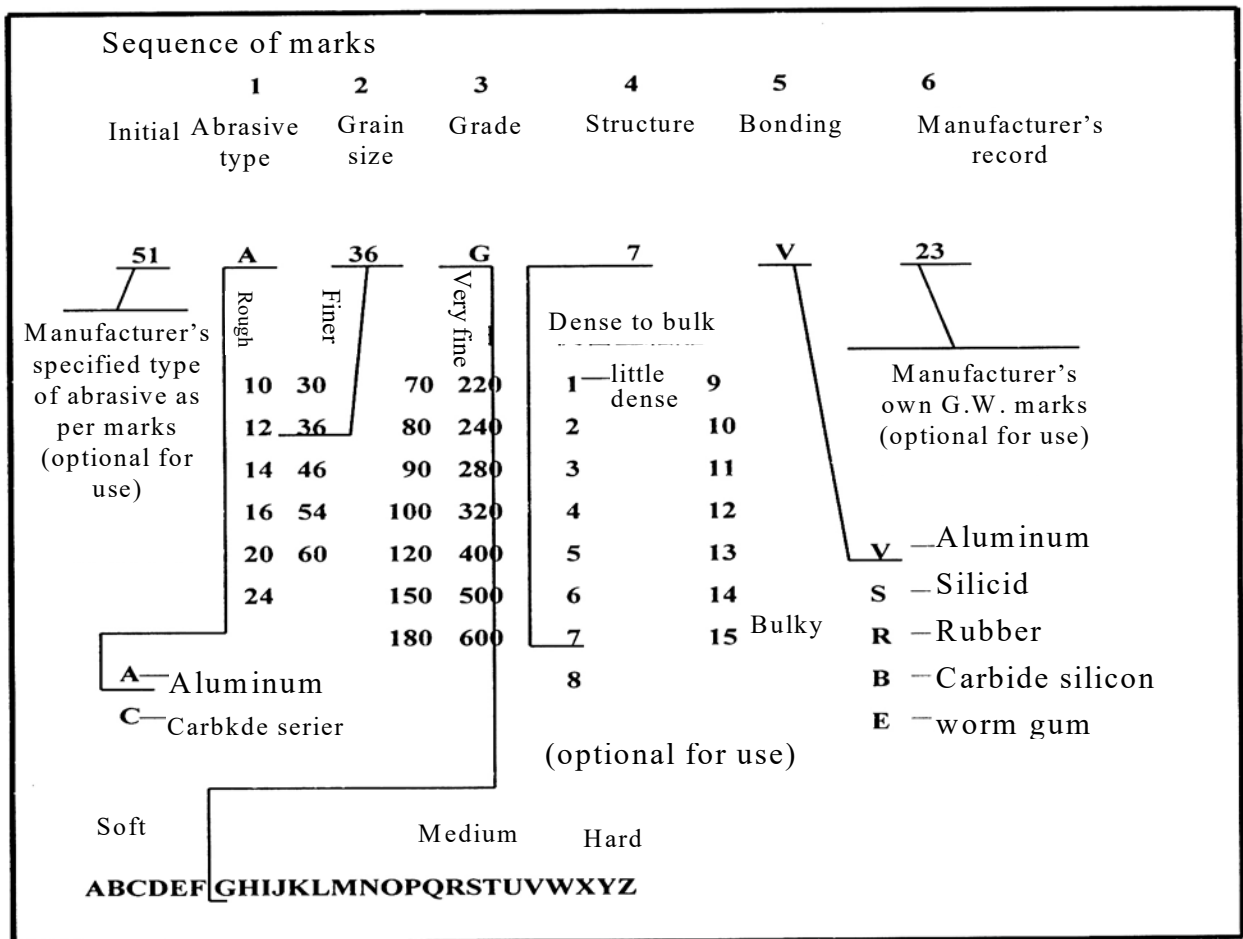 Sequence of marks
1 2 3 4 5 6
Initial Abrasive type Grain size Grade Structure Bonding Manufacturer's record
51 A 36 G 7 V 23
Manufacturer's
specified type
of abrasive as
per marks
(optional for
use)
Rough Finer Very fine
10 30 70 220
12 36 80 240
14 46 90 280
16 54 100 320
20 60 120 400
24 150 500
180 600
Dense to bulk
1 little dense 9
2 10
3 11
4 12
5 13
6 14
7 15 Bulky
8
(optional for use)
Manufacturer's
own G.W. marks
(optional for use)
V Aluminum
S Silicid
R Rubber
B Carbide silicon
E worm gum
A Aluminum
C Carbkde serier
Soft Medium Hard
ABCDEFGHIJKLMNOPQRSTUVWXYZ